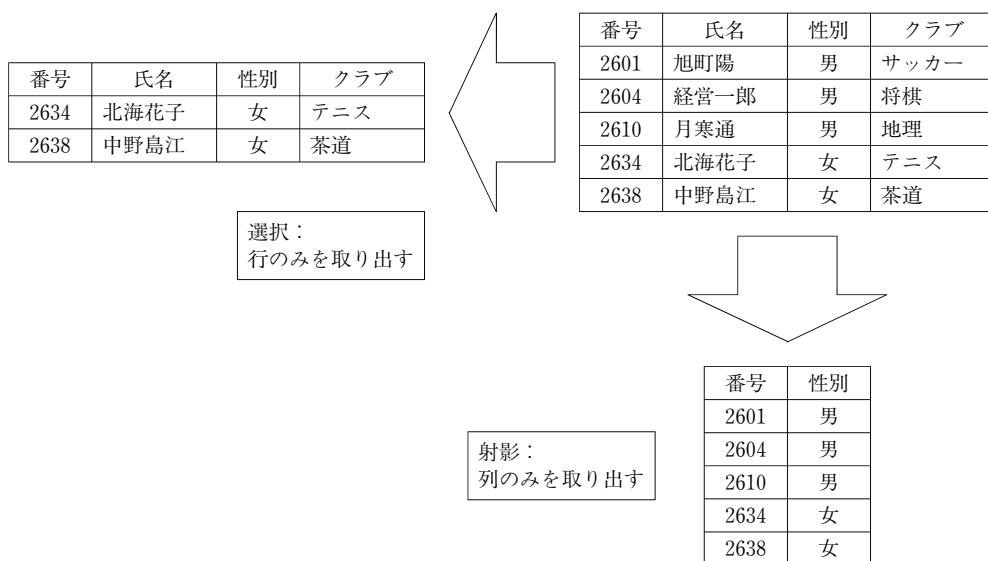 番号 氏名 性別 クラブ
2634 北海花子 女 テニス
2638 中野島江 女 茶道
選択：
行のみを取り出す
番号 氏名 性別 クラブ
2601 旭町陽 男 サッカー
2604 経営一郎 男 将棋
2610 月寒通 男 地理
2634 北海花子 女 テニス
2638 中野島江 女 茶道
射影：
列のみを取り出す
番号 性別
2601 男
2604 男
2610 男
2634 女
2638 女